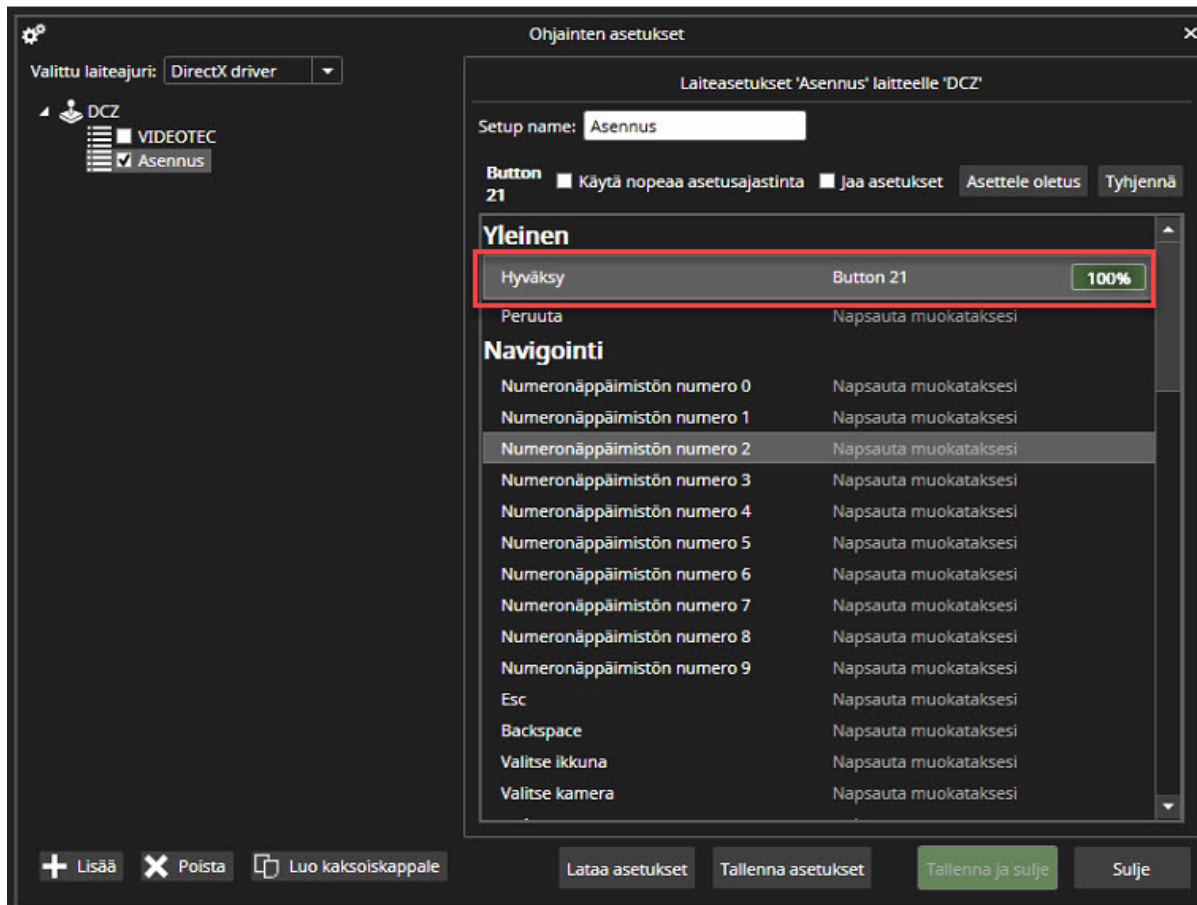 Ohjainten asetukset
Valittu laiteajuri: DirectX driver
DCZ
VIDEOTEC
Asennus
Laiteasetukset 'Asennus' laitteelle 'DCZ'
Setup name: Asennus
Button 21 Käytä nopeaa asetusajastinta Jaa asetukset Asettele oletus Tyhjennä
Yleinen
Hyväksy Button 21 100%
Peruuta Napsauta muokataksesi
Navigointi
Numeronäppäimistön numero 0 Napsauta muokataksesi
Numeronäppäimistön numero 1 Napsauta muokataksesi
Numeronäppäimistön numero 2 Napsauta muokataksesi
Numeronäppäimistön numero 3 Napsauta muokataksesi
Numeronäppäimistön numero 4 Napsauta muokataksesi
Numeronäppäimistön numero 5 Napsauta muokataksesi
Numeronäppäimistön numero 6 Napsauta muokataksesi
Numeronäppäimistön numero 7 Napsauta muokataksesi
Numeronäppäimistön numero 8 Napsauta muokataksesi
Numeronäppäimistön numero 9 Napsauta muokataksesi
Esc Napsauta muokataksesi
Backspace Napsauta muokataksesi
Valitse ikkuna Napsauta muokataksesi
Valitse kamera Napsauta muokataksesi
Lisää Poista Luo kaksoiskappale Lataa asetukset Tallenna asetukset Tallenna ja sulje Sulje